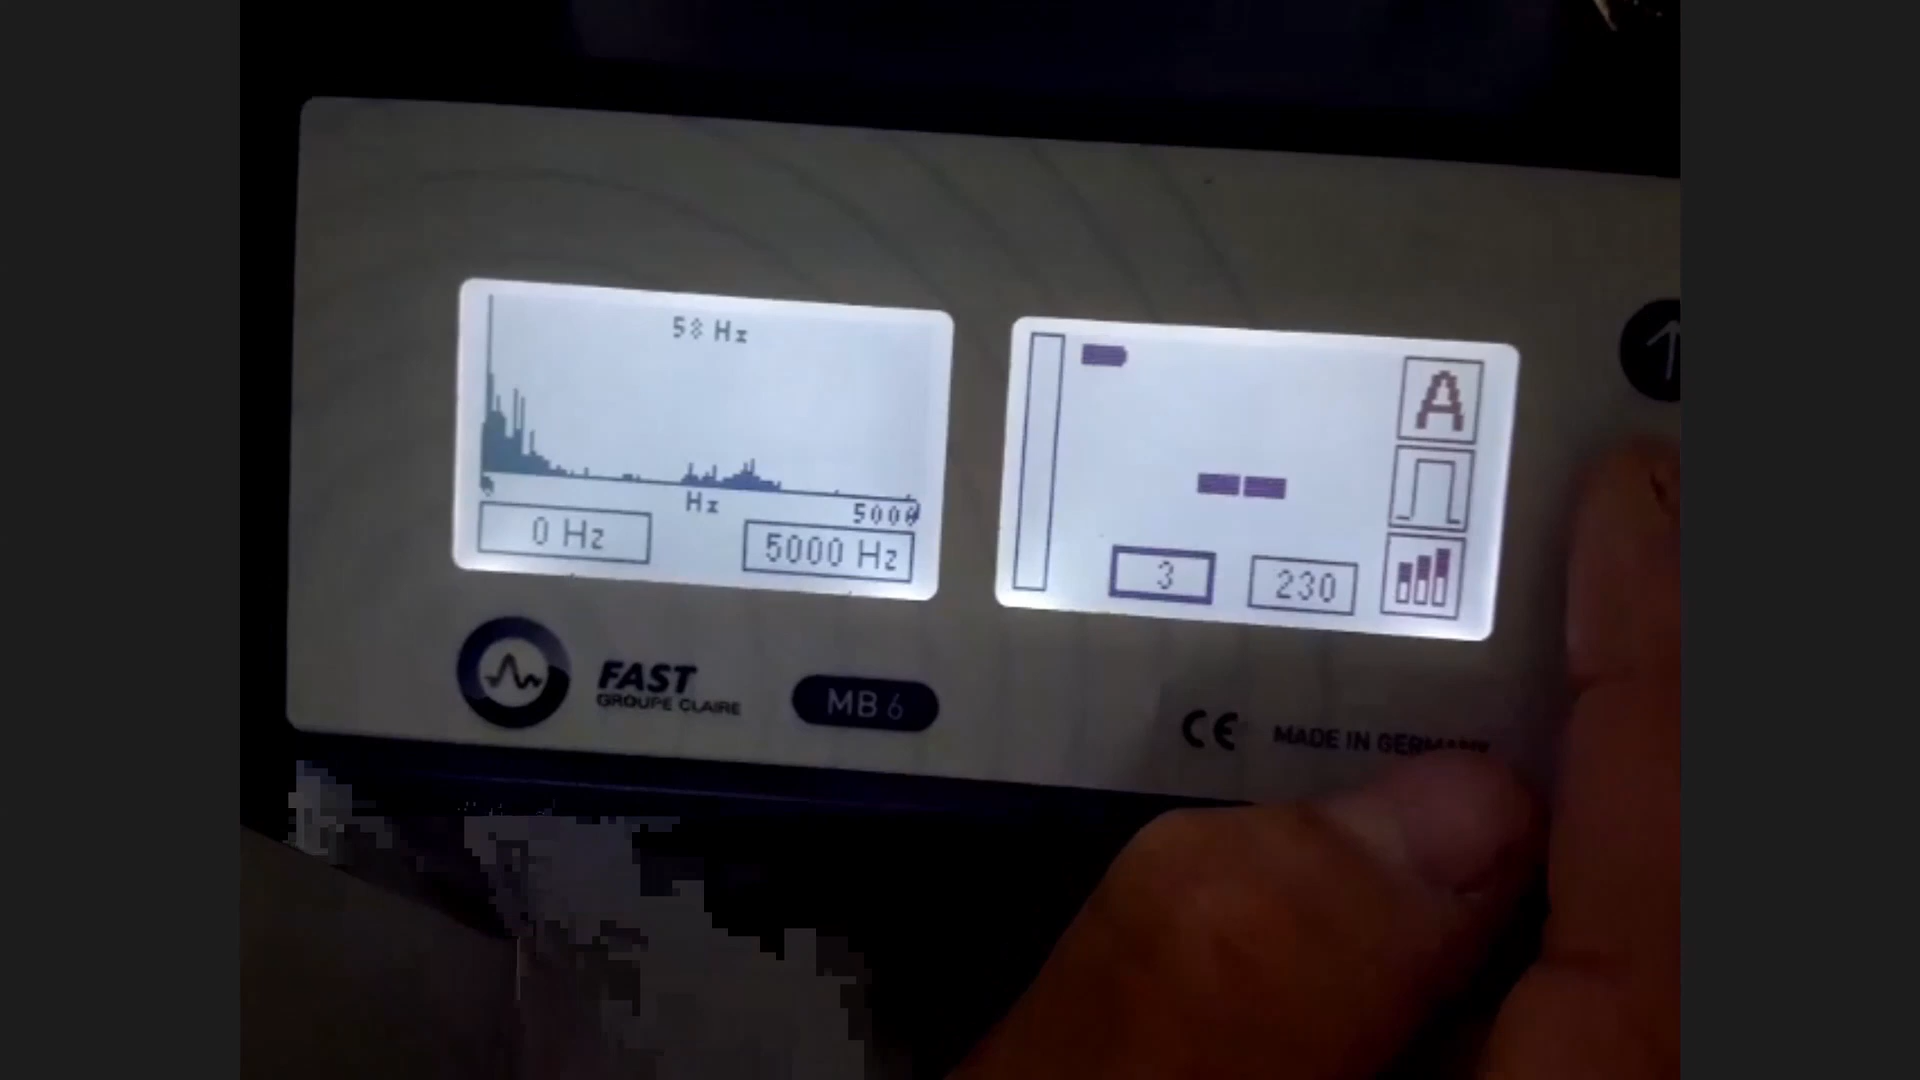 58 Hz
Hz
5000
0 Hz
5000 Hz
A
3
230
FAST
GROUPE CLAIRE
MB 6
CE
MADE IN GERMANY